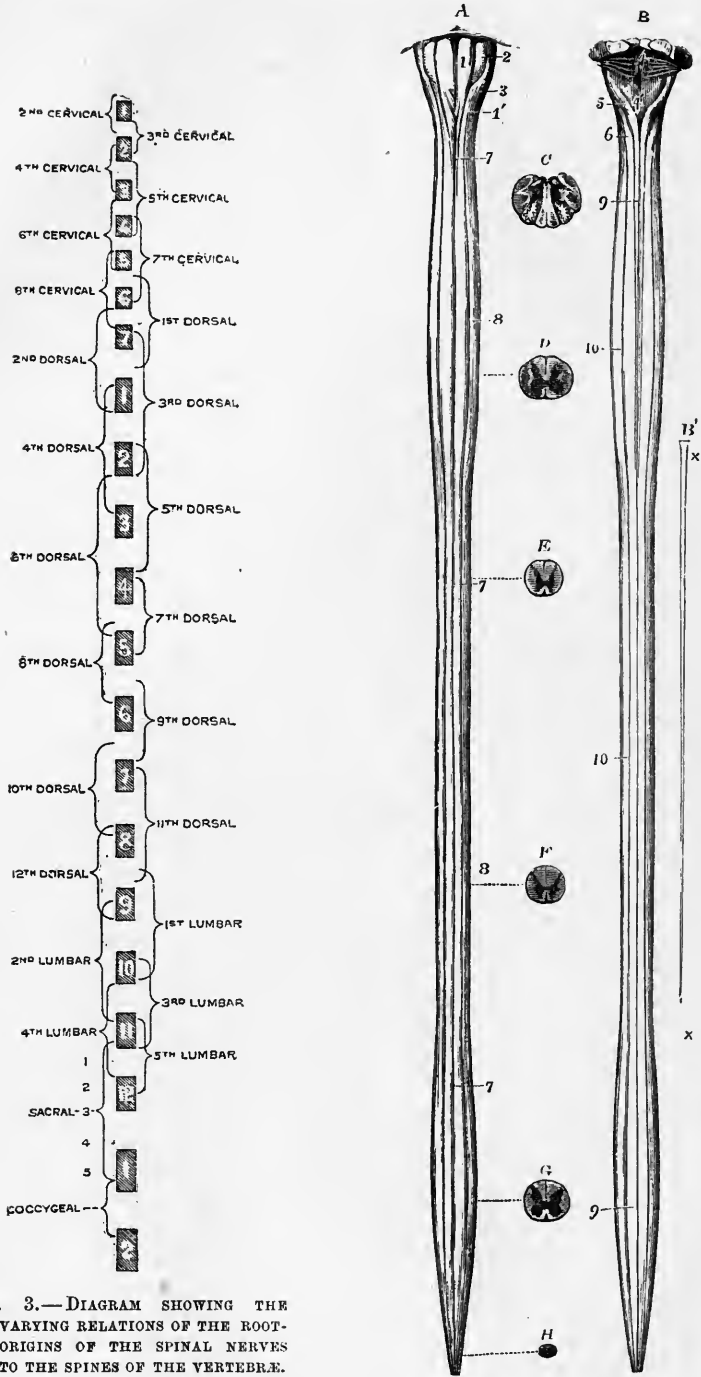 A
B
1
2
3
1'
7
5
4
6
C
9
8
10
D
B'
x
E
7
10
8
F
x
7
G
9
H
2ND CERVICAL
1
3RD CERVICAL
2
4TH CERVICAL
3
5TH CERVICAL
4
6TH CERVICAL
5
7TH CERVICAL
8TH CERVICAL
6
1ST DORSAL
7
2ND DORSAL
1
3RD DORSAL
4TH DORSAL
2
5TH DORSAL
3
6TH DORSAL
4
7TH DORSAL
5
8TH DORSAL
6
9TH DORSAL
7
10TH DORSAL
11TH DORSAL
8
12TH DORSAL
9
1ST LUMBAR
2ND LUMBAR
10
3RD LUMBAR
4TH LUMBAR
11
5TH LUMBAR
1
2
12
SACRAL-3-
4
5
1
COCCYGEAL
2
3.—DIAGRAM SHOWING THE
VARYING RELATIONS OF THE ROOT-
ORIGINS OF THE SPINAL NERVES
TO THE SPINES OF THE VERTEBRÆ.